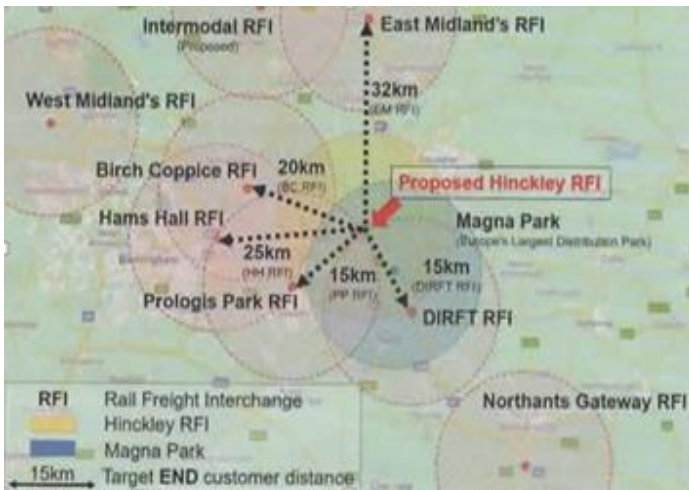 Intermodal RFI
(Proposed)
East Midland's RFI
32km
(EM RFI)
West Midland's RFI
Birch Coppice RFI
20km
(BC RFI)
Proposed Hinckley RFI
Hams Hall RFI
Magna Park
(Europe's Largest Distribution Park)
25km
(HH RFI)
15km
(PP RFI)
15km
(DIRFT RFI)
Prologis Park RFI
DIRFT RFI
Northants Gateway RFI
RFI Rail Freight Interchange
Hinckley RFI
Magna Park
15km Target END customer distance